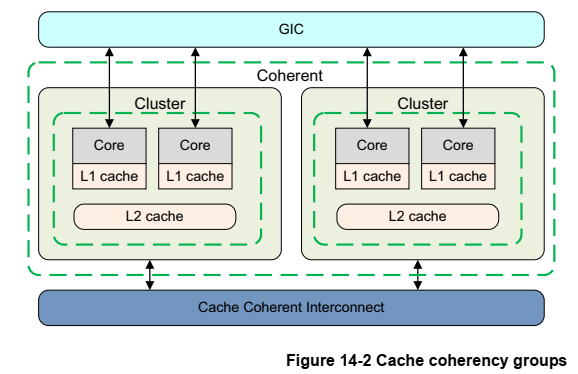 GIC
Coherent
Cluster
Cluster
Core
Core
Core
Core
L1 cache
L1 cache
L1 cache
L1 cache
L2 cache
L2 cache
Cache Coherent Interconnect
Figure 14-2 Cache coherency groups